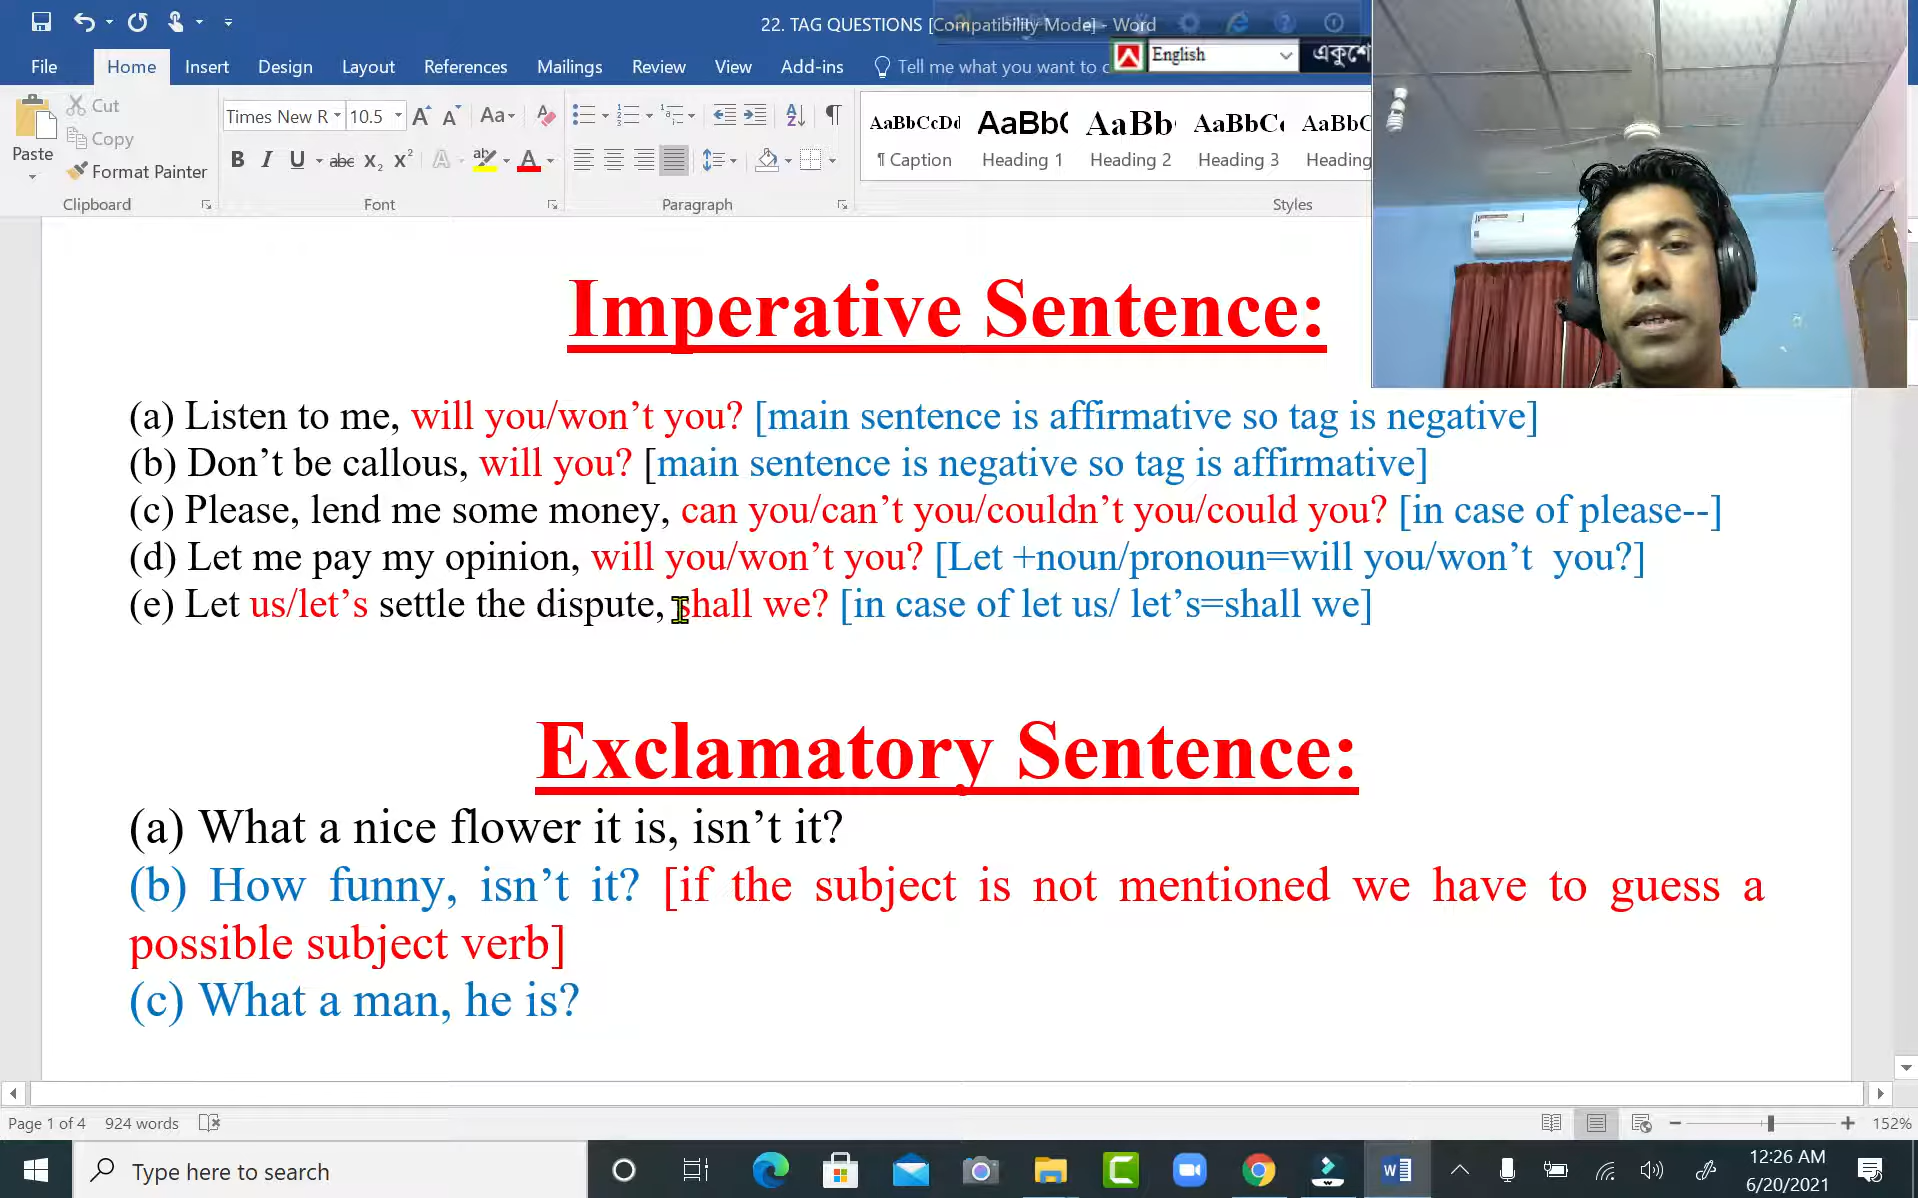 22. TAG QUESTIONS [Compatibility Mode] - Word
English
একুশে
File Home Insert Design Layout References Mailings Review View Add-ins Tell me what you want to
Cut
Copy
Paste
Format Painter
Times New R 10.5
AaBbCcDd AaBb( AaBb AaBbC AaBbC
¶ Caption Heading 1 Heading 2 Heading 3 Heading
Clipboard Font Paragraph Styles
Imperative Sentence:
(a) Listen to me, will you/won’t you? [main sentence is affirmative so tag is negative]
(b) Don’t be callous, will you? [main sentence is negative so tag is affirmative]
(c) Please, lend me some money, can you/can’t you/couldn’t you/could you? [in case of please--]
(d) Let me pay my opinion, will you/won’t you? [Let +noun/pronoun=will you/won’t you?]
(e) Let us/let’s settle the dispute, shall we? [in case of let us/ let’s=shall we]
Exclamatory Sentence:
(a) What a nice flower it is, isn’t it?
(b) How funny, isn’t it? [if the subject is not mentioned we have to guess a
possible subject verb]
(c) What a man, he is?
Page 1 of 4 924 words 152%
Type here to search
12:26 AM
6/20/2021